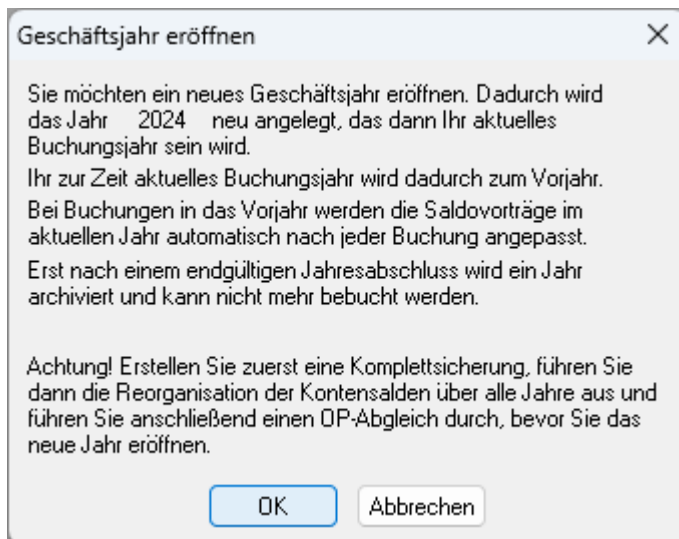 Geschäftsjahr eröffnen
Sie möchten ein neues Geschäftsjahr eröffnen. Dadurch wird
das Jahr 2024 neu angelegt, das dann Ihr aktuelles
Buchungsjahr sein wird.
Ihr zur Zeit aktuelles Buchungsjahr wird dadurch zum Vorjahr.
Bei Buchungen in das Vorjahr werden die Saldovorträge im
aktuellen Jahr automatisch nach jeder Buchung angepasst.
Erst nach einem endgültigen Jahresabschluss wird ein Jahr
archiviert und kann nicht mehr bebucht werden.
Achtung! Erstellen Sie zuerst eine Komplettsicherung, führen Sie
dann die Reorganisation der Kontensalden über alle Jahre aus und
führen Sie anschließend einen OP-Abgleich durch, bevor Sie das
neue Jahr eröffnen.
OK Abbrechen